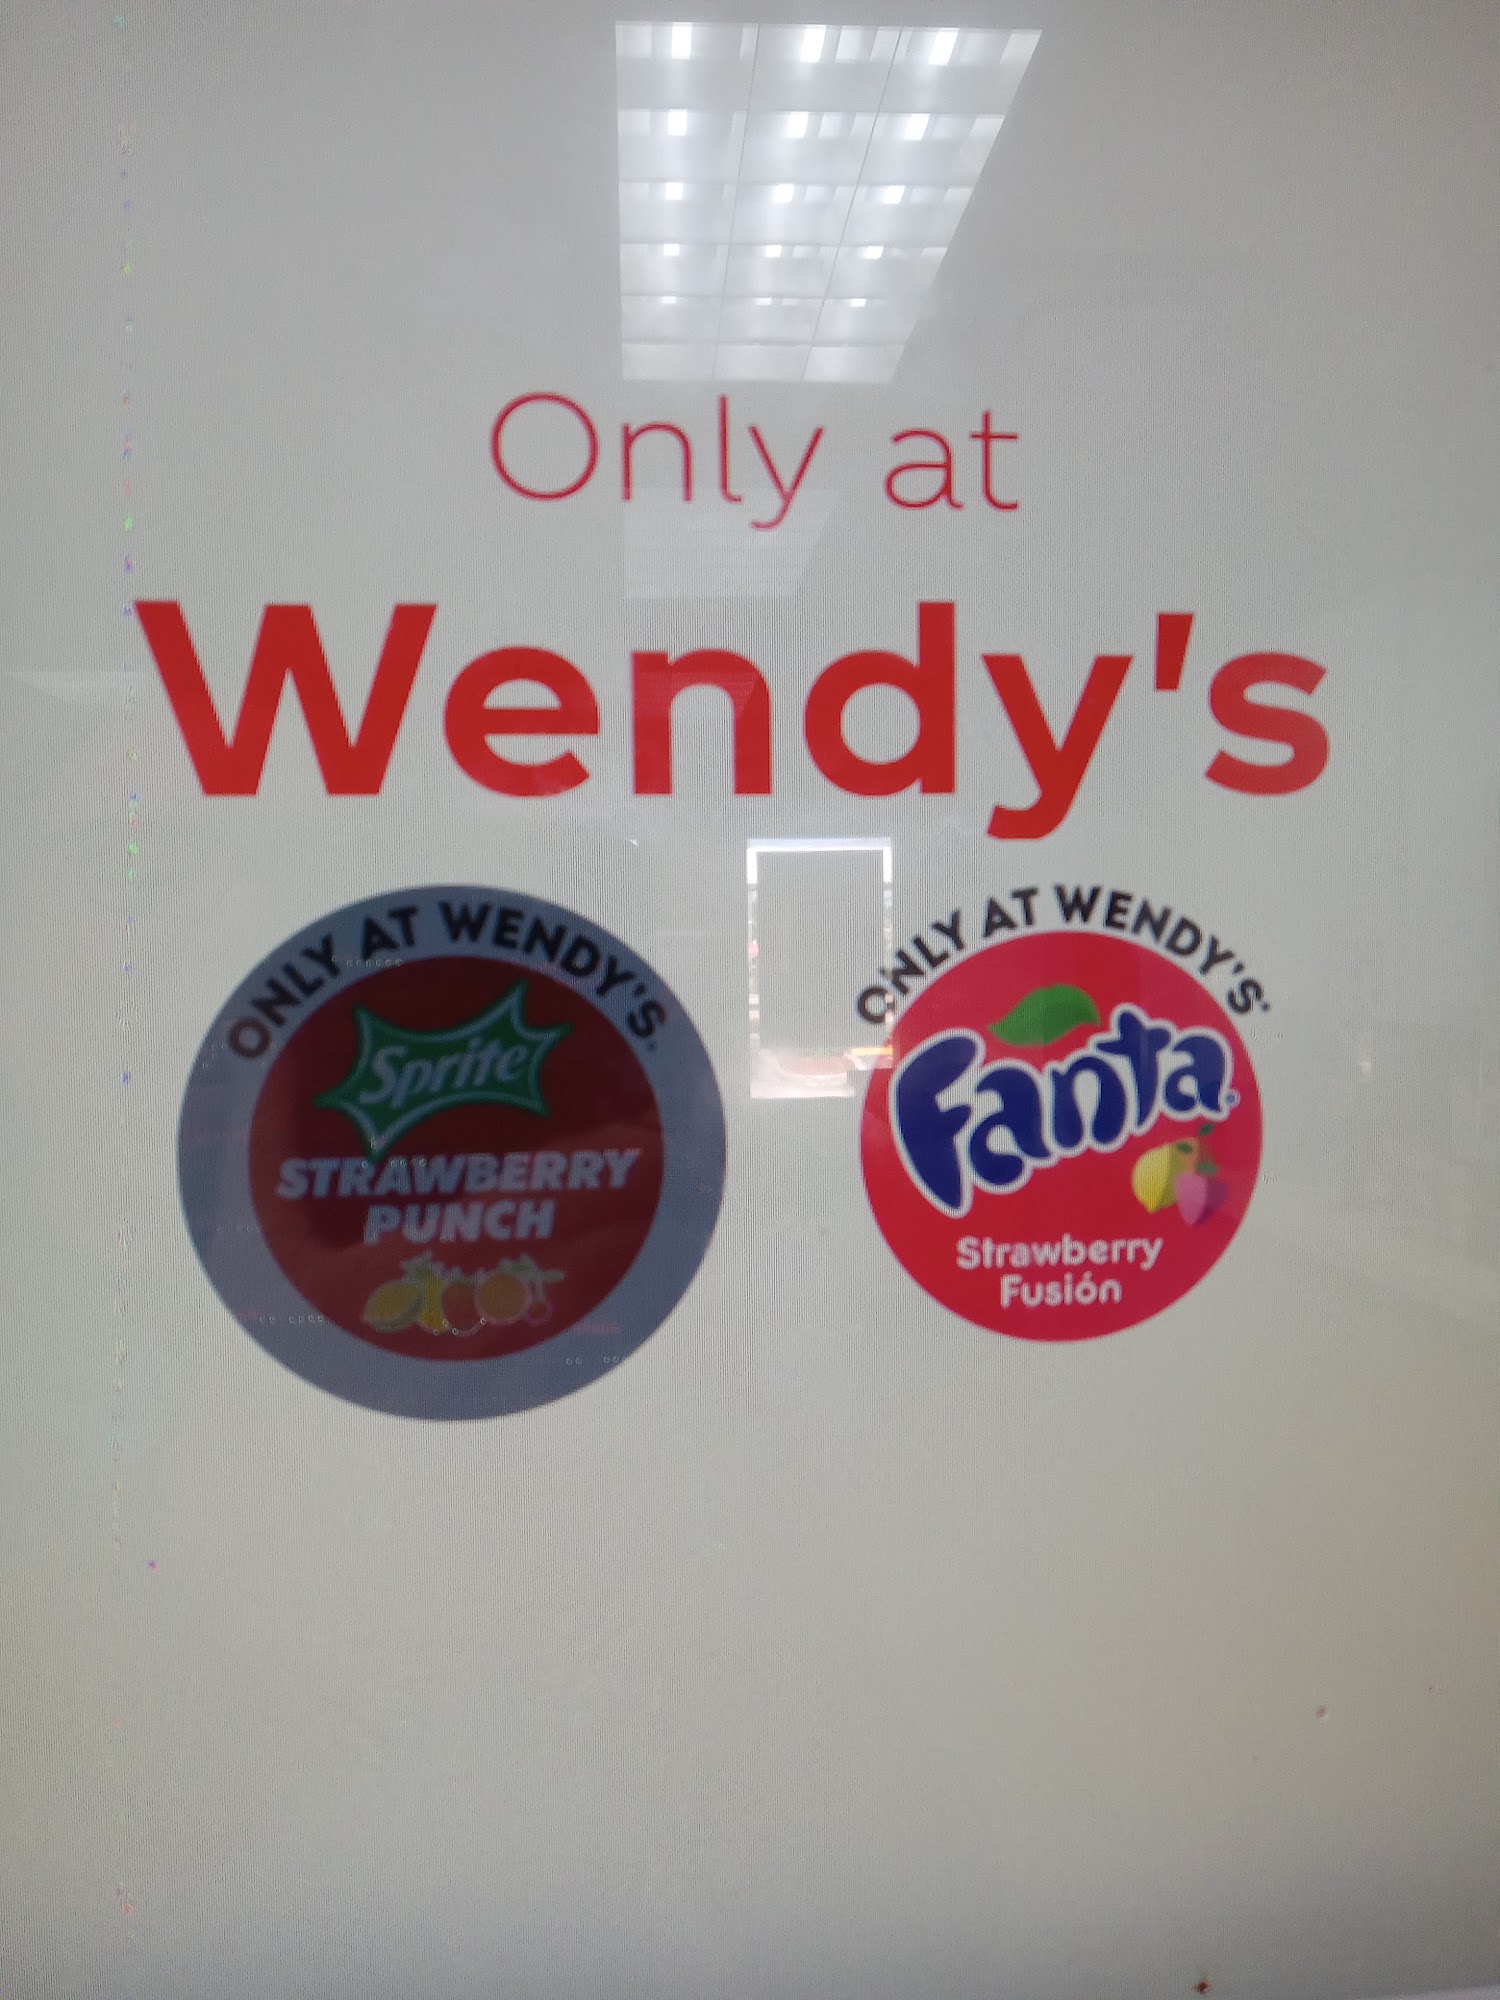 Only at
Wendy's
ONLY AT WENDY'S.
Sprite
STRAWBERRY
PUNCH
ONLY AT WENDY'S
Fanta
Strawberry
Fusión